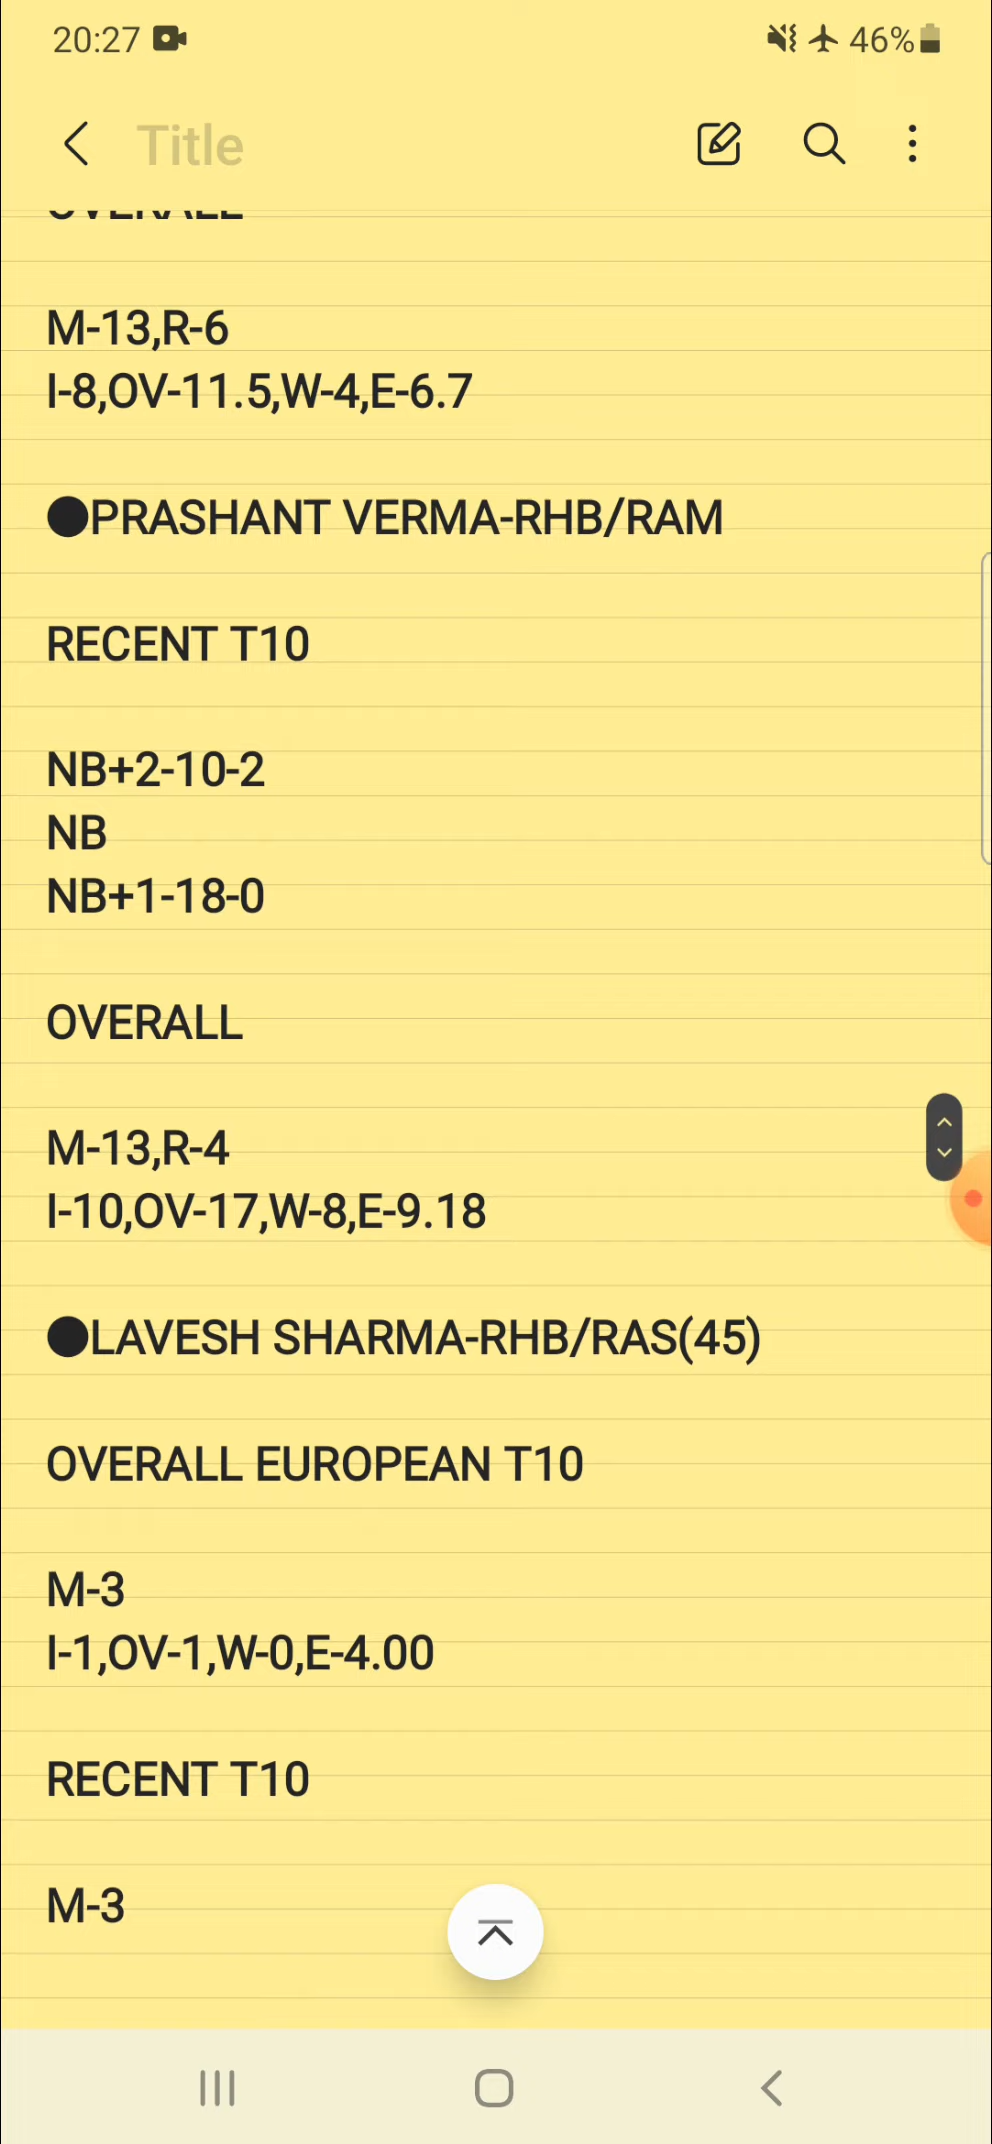 20:27 46%
Title
OVERALL
M-13,R-6
I-8,OV-11.5,W-4,E-6.7
●PRASHANT VERMA-RHB/RAM
RECENT T10
NB+2-10-2
NB
NB+1-18-0
OVERALL
M-13,R-4
I-10,OV-17,W-8,E-9.18
●LAVESH SHARMA-RHB/RAS(45)
OVERALL EUROPEAN T10
M-3
I-1,OV-1,W-0,E-4.00
RECENT T10
M-3